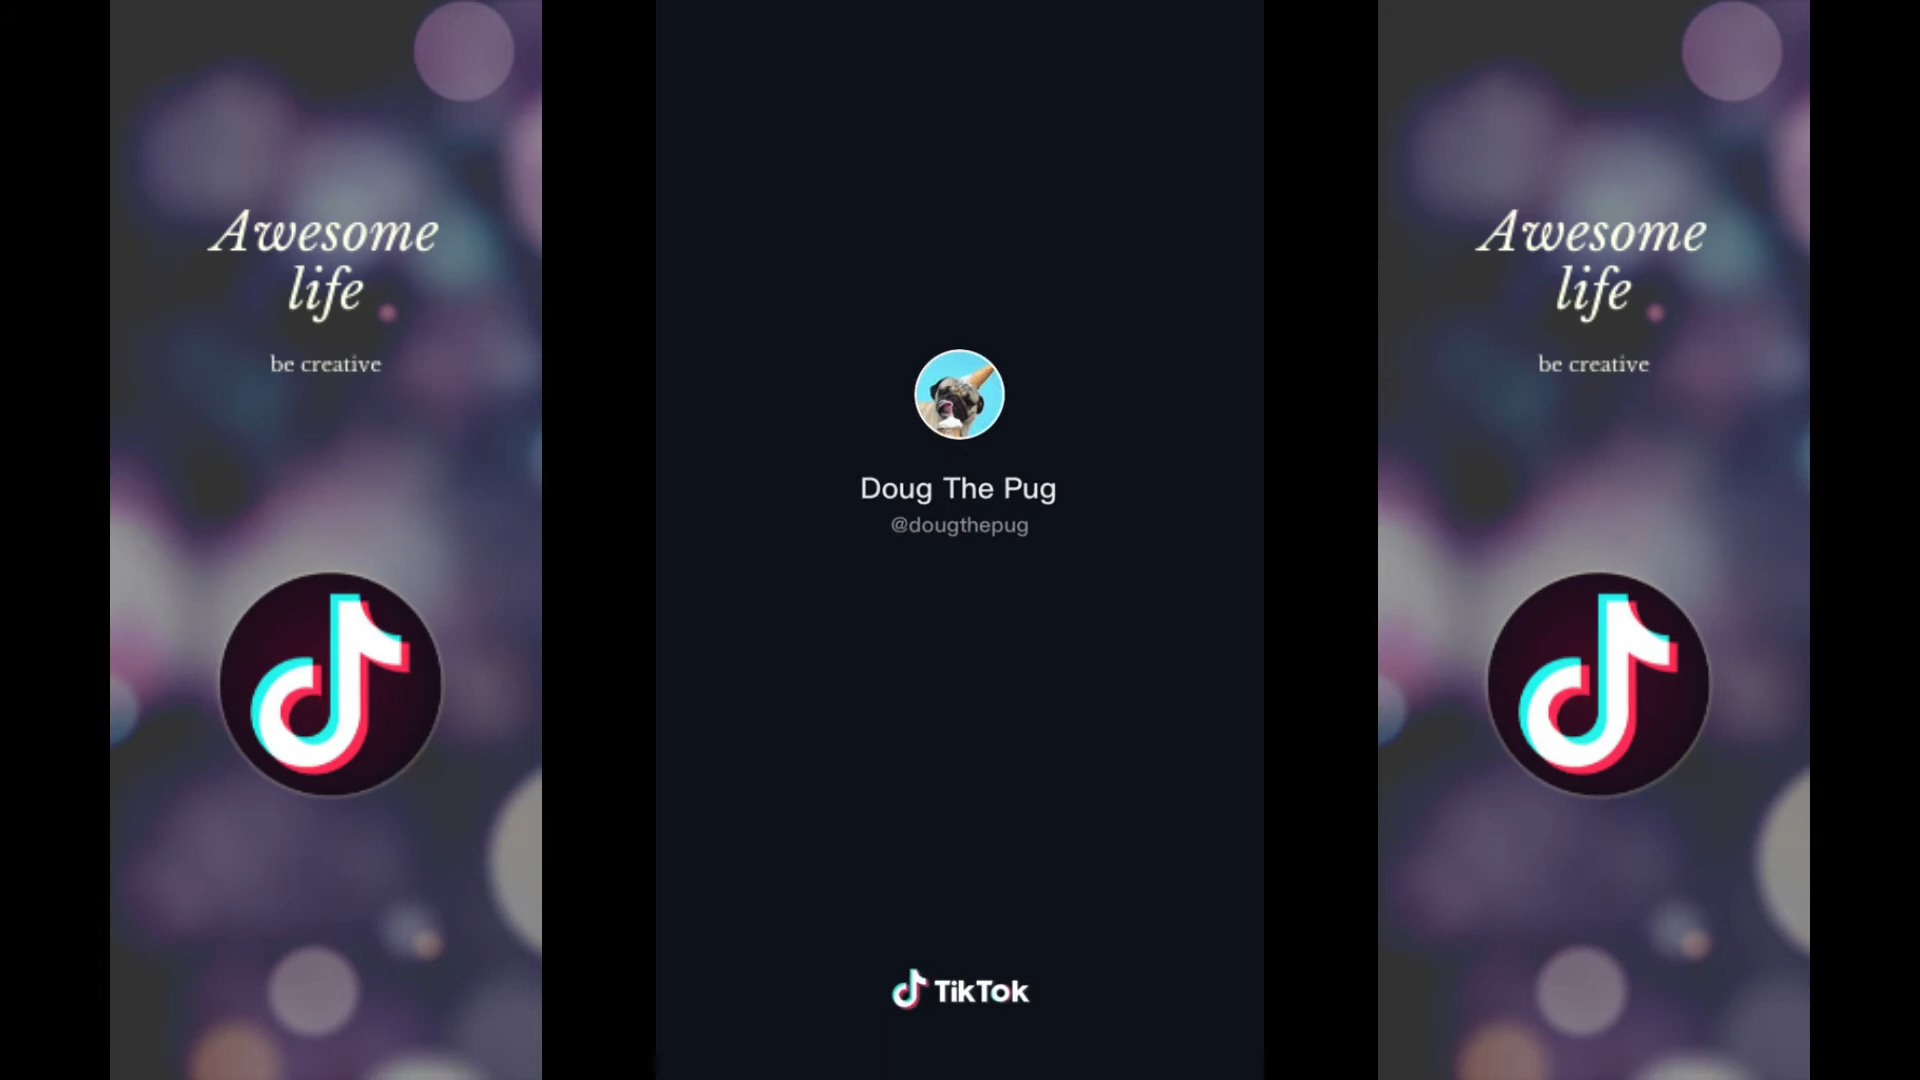 Awesome
life
be creative
Doug The Pug
@dougthepug
TikTok
Awesome
life
be creative